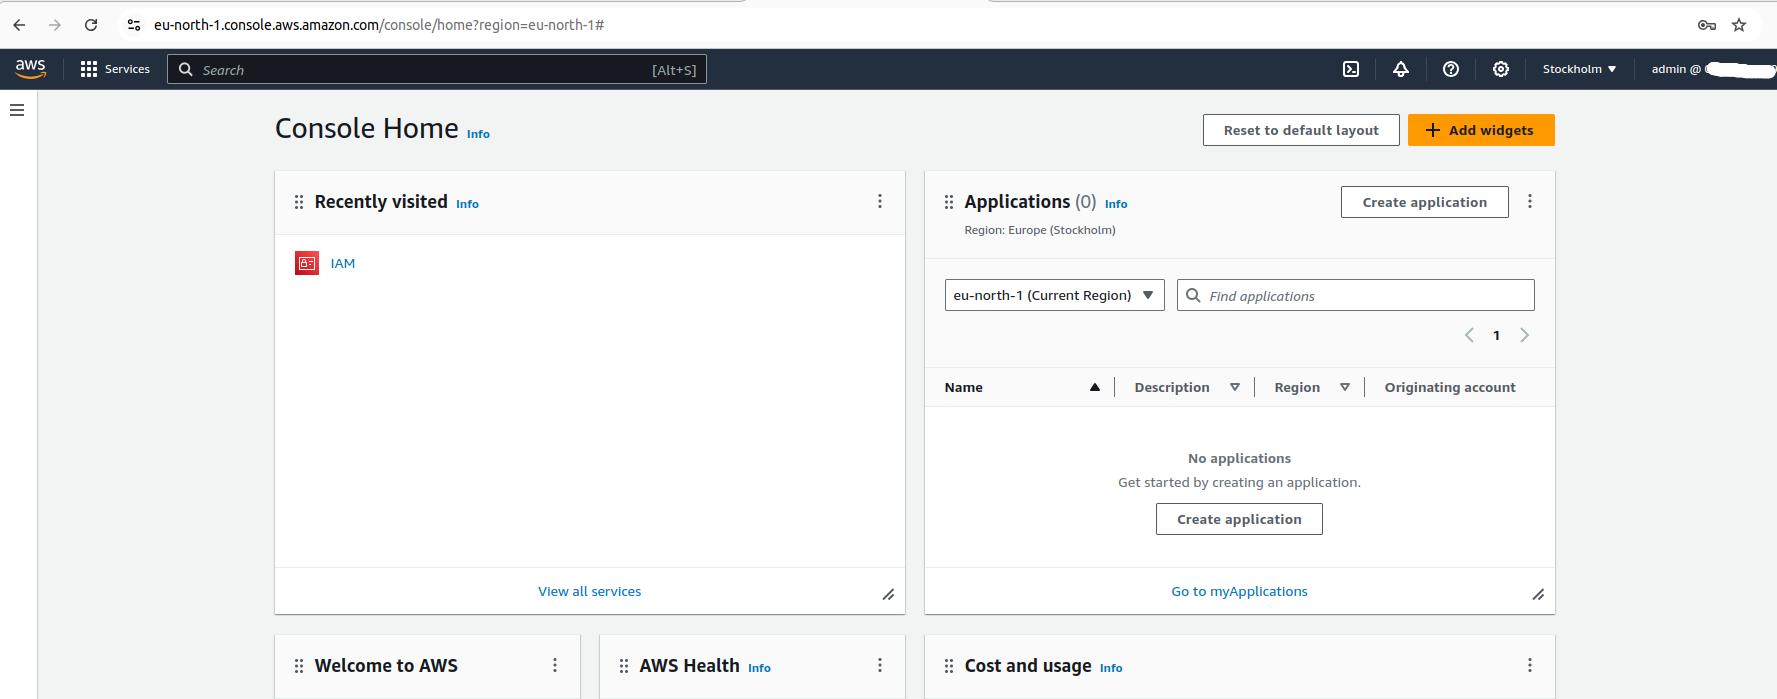 eu-north-1.console.aws.amazon.com/console/home?region=eu-north-1#
aws
Services
Search
[Alt+S]
Stockholm
admin @
Console Home Info
Reset to default layout
Add widgets
Recently visited Info
IAM
View all services
Applications (0) Info
Region: Europe (Stockholm)
Create application
eu-north-1 (Current Region)
Find applications
1
Name Description Region Originating account
No applications
Get started by creating an application.
Create application
Go to myApplications
Welcome to AWS
AWS Health Info
Cost and usage Info